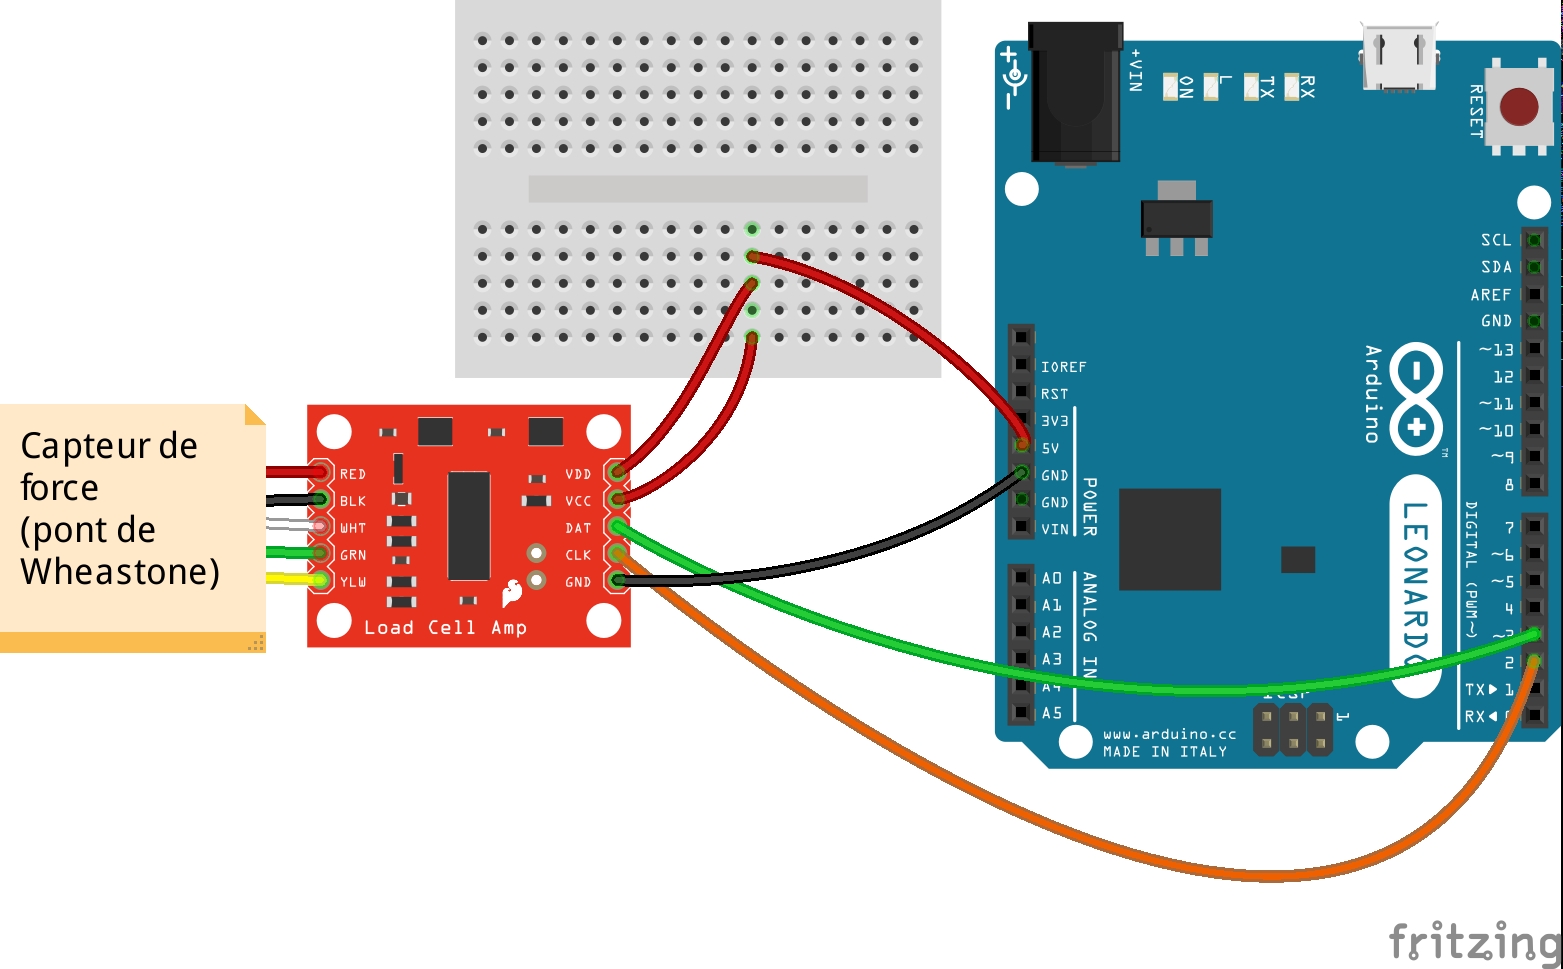 Capteur de
force
(pont de
Wheastone)
RED
BLK
WHT
GRN
YLW
VDD
VCC
DAT
CLK
GND
Load Cell Amp
+VIN
ON
L
TX
RX
RESET
IOREF
RST
3V3
5V
GND
GND
VIN
POWER
A0
A1
A2
A3
A4
A5
ANALOG IN
Arduino
TM
LEONARDO
SCL
SDA
AREF
GND
~13
12
~11
~10
~9
8
7
~6
~5
4
~3
2
TX▶ 1
RX◀ 0
DIGITAL (PWM~)
ICSP
1
www.arduino.cc
MADE IN ITALY
fritzing